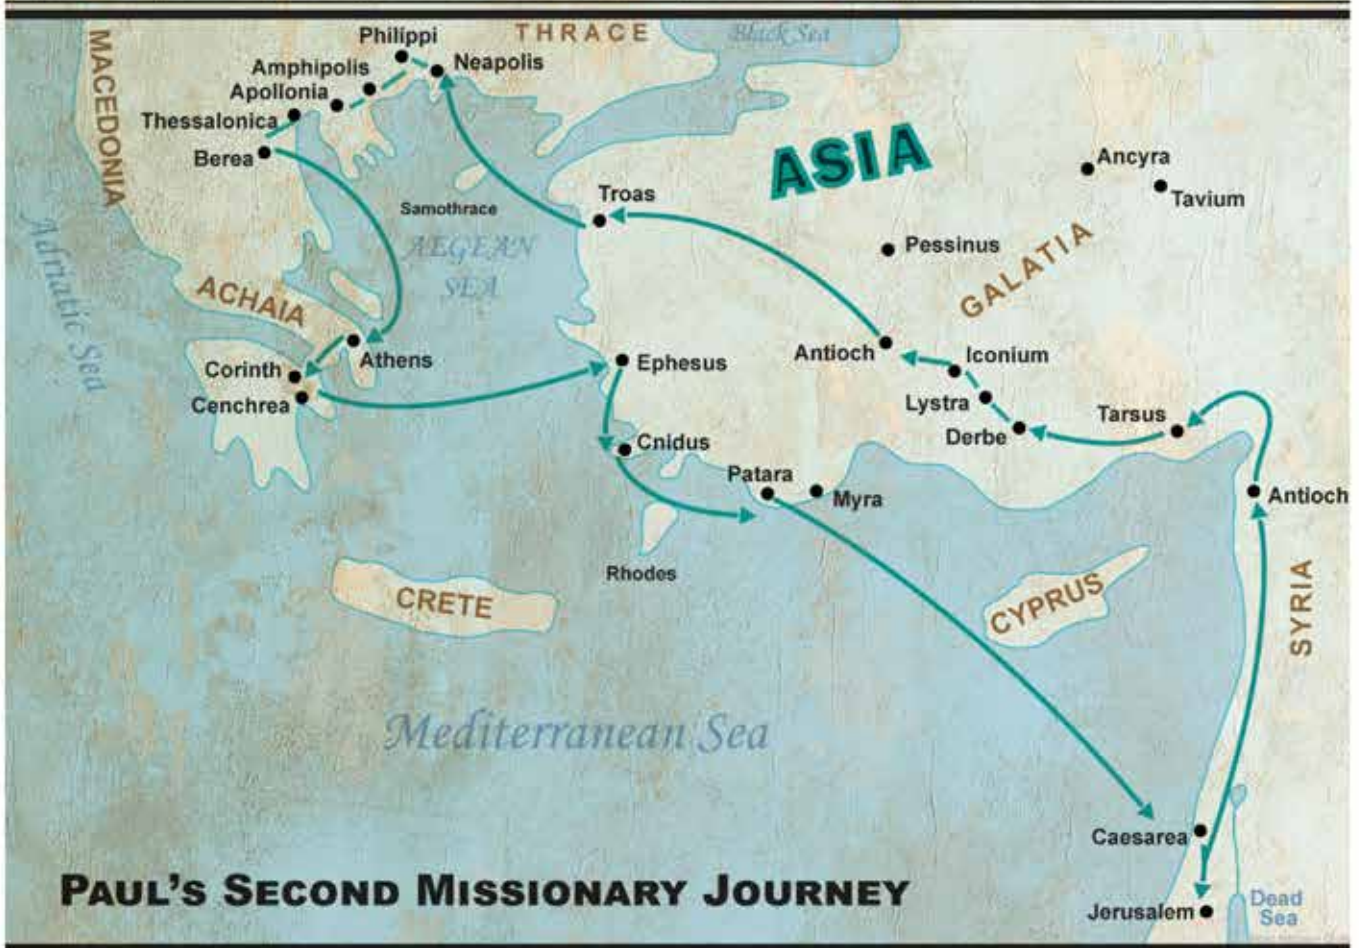 THRACE
Black Sea
MACEDONIA
Philippi
Neapolis
Amphipolis
Apollonia
Thessalonica
Berea
ASIA
Ancyra
Tavium
Troas
Samothrace
Adriatic Sea
AEGEAN
SEA
Pessinus
GALATIA
ACHAIA
Athens
Antioch
Iconium
Corinth
Ephesus
Cenchrea
Lystra
Derbe
Tarsus
Cnidus
Patara
Myra
Antioch
Rhodes
CRETE
CYPRUS
SYRIA
Mediterranean Sea
Caesarea
PAUL'S SECOND MISSIONARY JOURNEY
Jerusalem
Dead
Sea